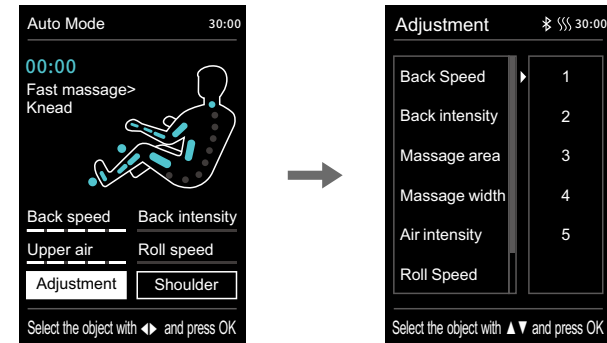 Auto Mode 30:00
00:00
Fast massage>
Knead
Back speed Back intensity
Upper air Roll speed
Adjustment Shoulder
Select the object with ◀▶ and press OK
Adjustment 30:00
Back Speed 1
Back intensity 2
Massage area 3
Massage width 4
Air intensity 5
Roll Speed
Select the object with ▲▼ and press OK